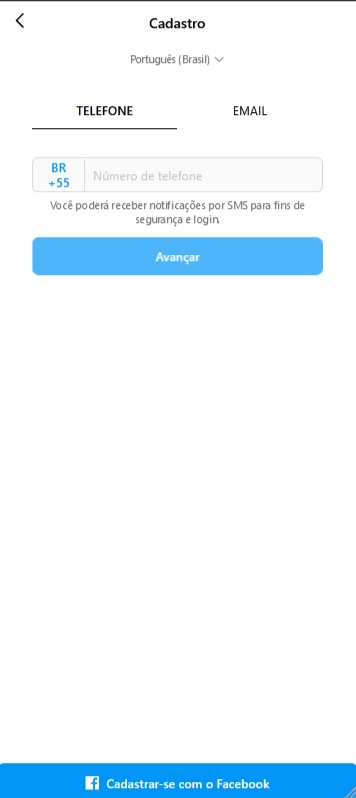 Cadastro
Português (Brasil)
TELEFONE
EMAIL
BR
+55
Número de telefone
Você poderá receber notificações por SMS para fins de
segurança e login.
Avançar
Cadastrar-se com o Facebook